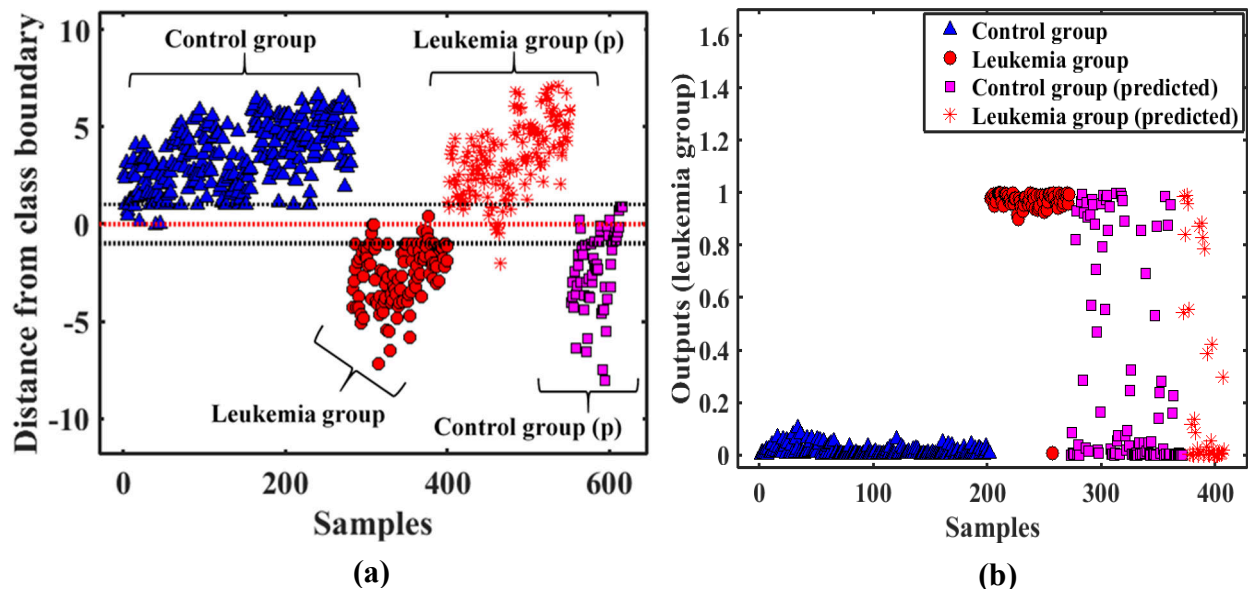 Distance from class boundary
10
5
0
-5
-10
Control group
Leukemia group (p)
Leukemia group
Control group (p)
0
200
400
600
Samples
(a)
Outputs (leukemia group)
1.6
1.4
1.2
1
0.8
0.6
0.4
0.2
0
Control group
Leukemia group
Control group (predicted)
Leukemia group (predicted)
0
100
200
300
400
Samples
(b)